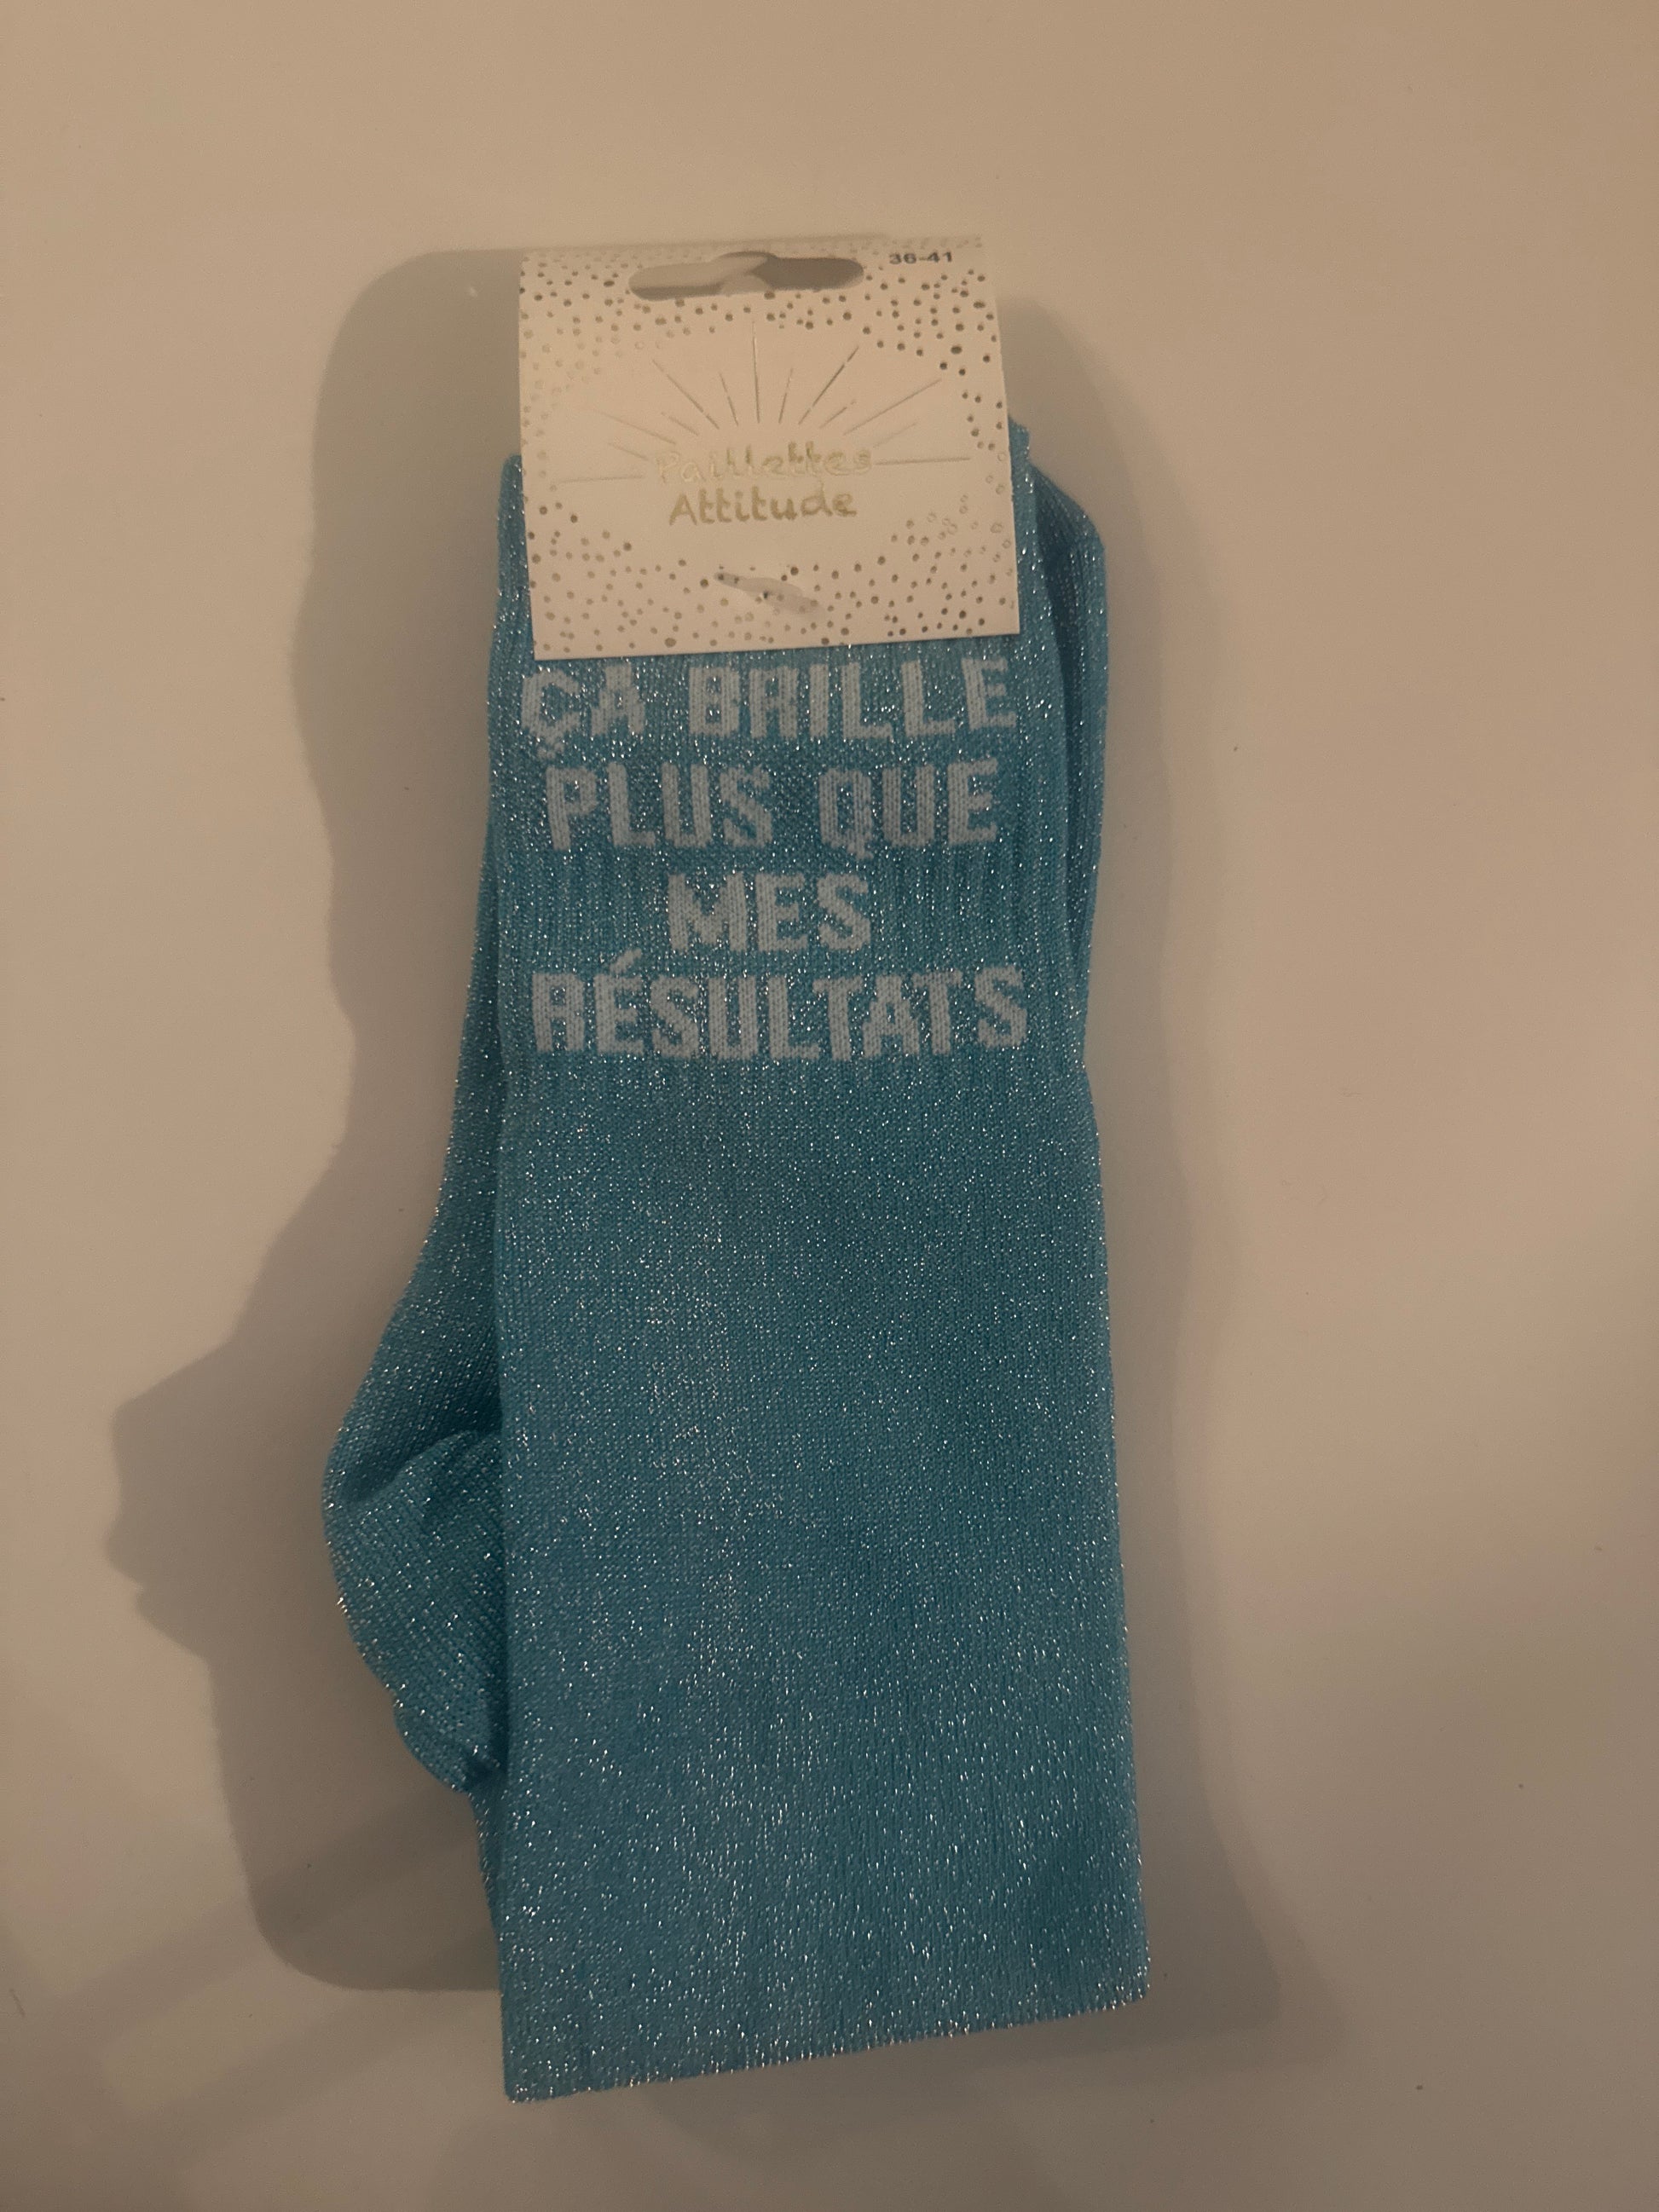 36-41
Paillettes
Attitude
ÇA BRILLE
PLUS QUE
MES
RÉSULTATS